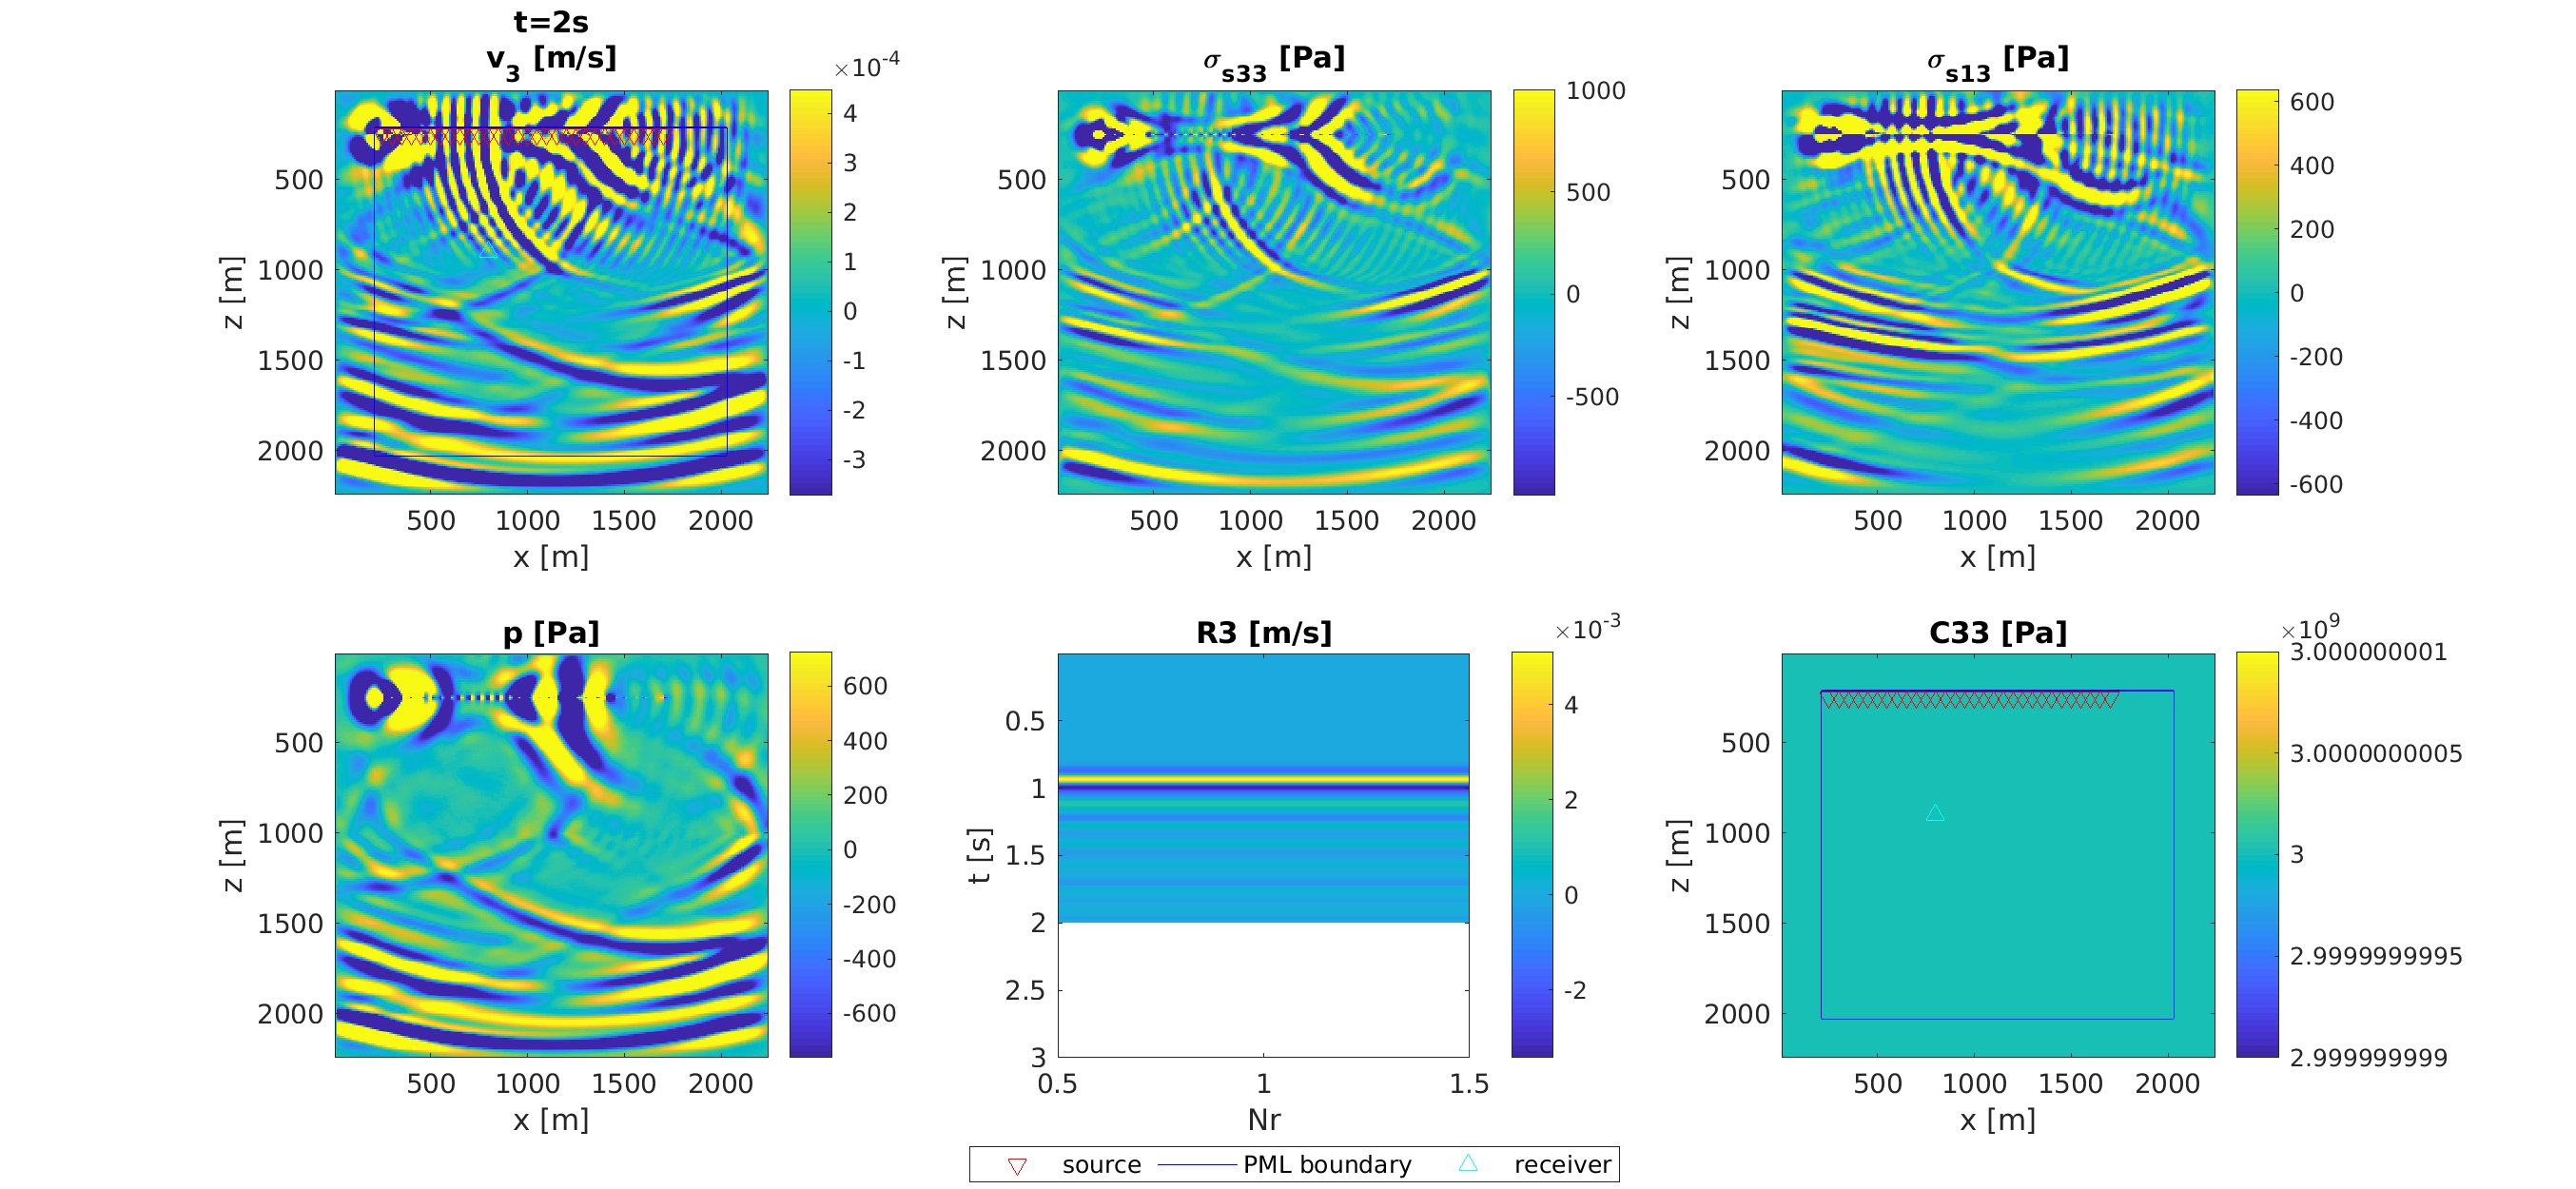 t=2s
v3 [m/s]
×10-4
4
3
2
1
0
-1
-2
-3
500
1000
1500
2000
z [m]
500 1000 1500 2000
x [m]
σs33 [Pa]
1000
500
0
-500
500
1000
1500
2000
z [m]
500 1000 1500 2000
x [m]
σs13 [Pa]
600
400
200
0
-200
-400
-600
500
1000
1500
2000
z [m]
500 1000 1500 2000
x [m]
p [Pa]
600
400
200
0
-200
-400
-600
500
1000
1500
2000
z [m]
500 1000 1500 2000
x [m]
R3 [m/s]
×10-3
4
2
0
-2
0.5
1
1.5
2
2.5
3
t [s]
0.5 1 1.5
Nr
C33 [Pa]
×109
3.000000001
3.0000000005
3
2.9999999995
2.999999999
500
1000
1500
2000
z [m]
500 1000 1500 2000
x [m]
source PML boundary receiver